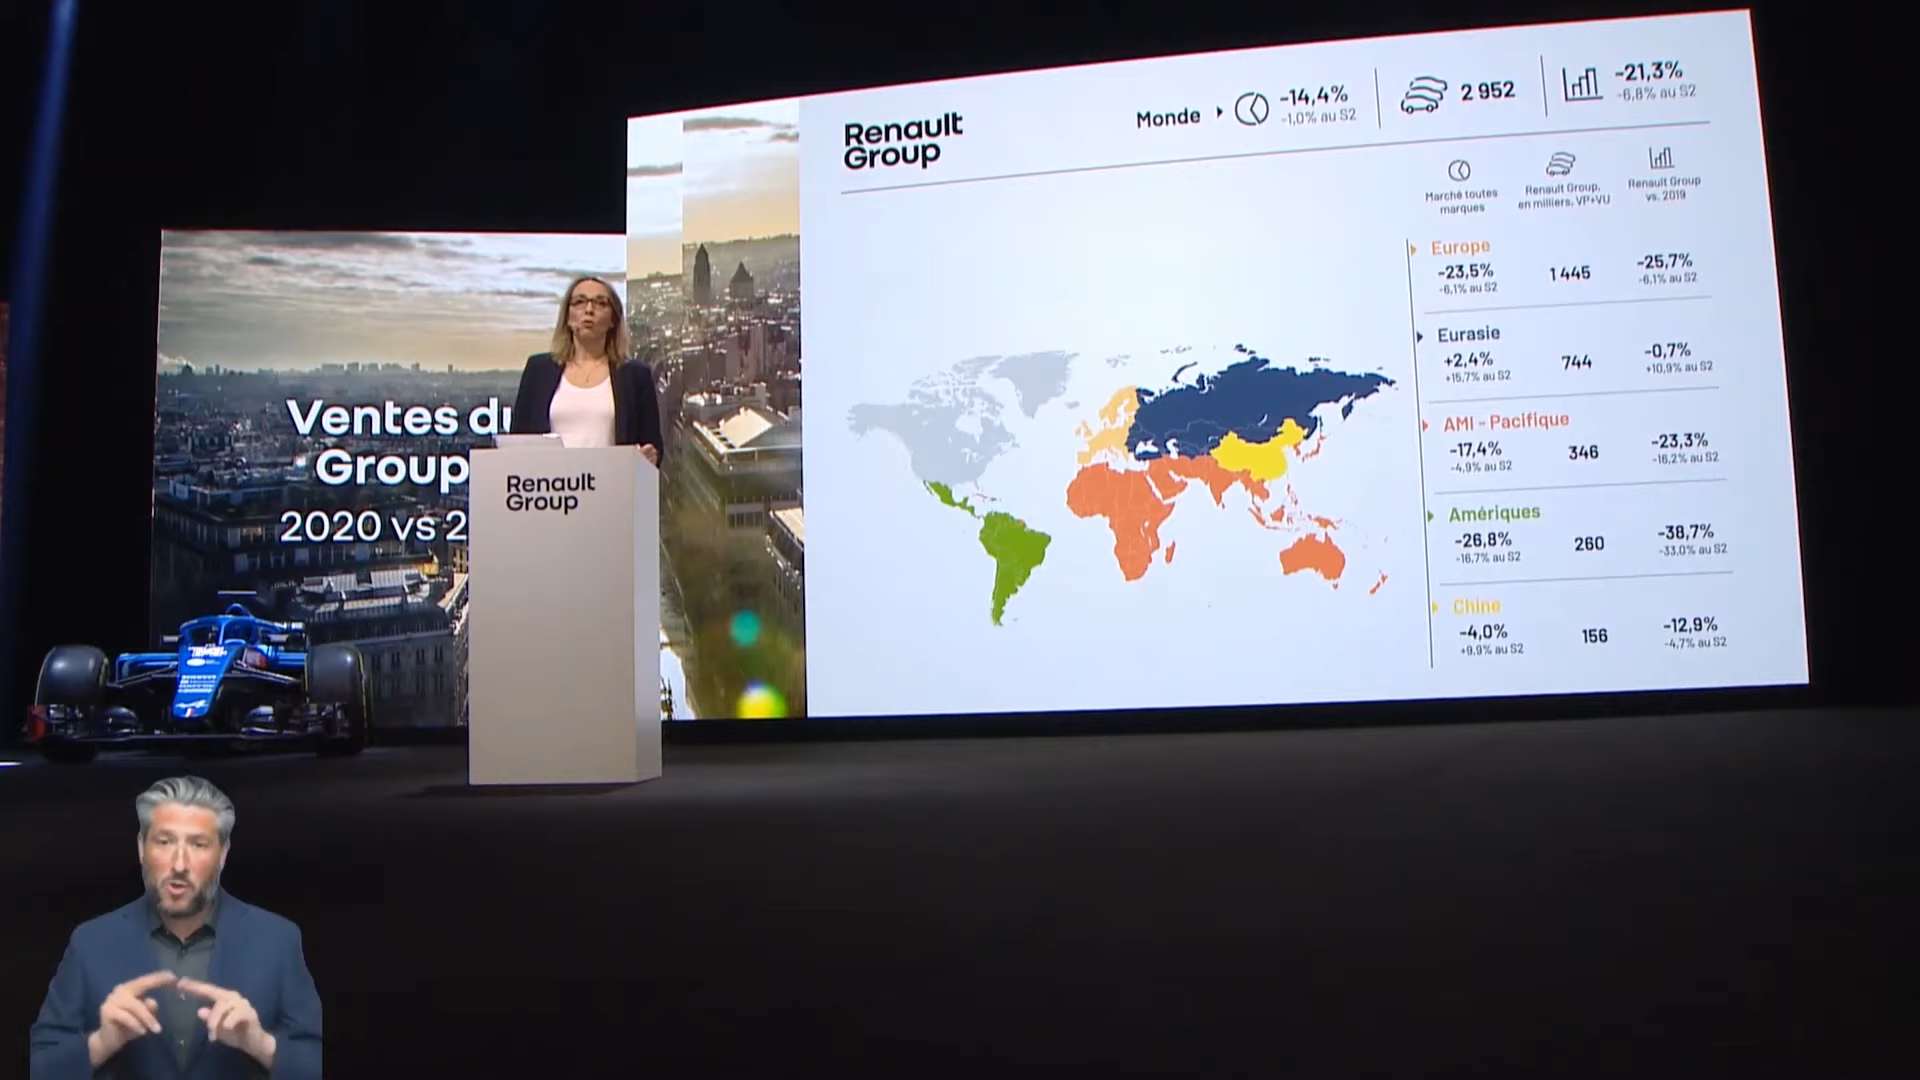 Renault
Group
Monde
-14,4%
-1,0% au S2
2 952
-21,3%
-6,8% au S2
Marché toutes
marques
Renault Group,
en milliers, VP+VU
Renault Group
vs. 2019
Europe
-23,5%
-6,1% au S2
1 445
-25,7%
-6,1% au S2
Eurasie
+2,4%
+15,7% au S2
744
-0,7%
+10,9% au S2
AMI - Pacifique
-17,4%
-4,9% au S2
346
-23,3%
-16,2% au S2
Amériques
-26,8%
-16,7% au S2
260
-38,7%
-33,0% au S2
Chine
-4,0%
+9,9% au S2
156
-12,9%
-4,7% au S2
Ventes du
Group
2020 vs 2
Renault
Group